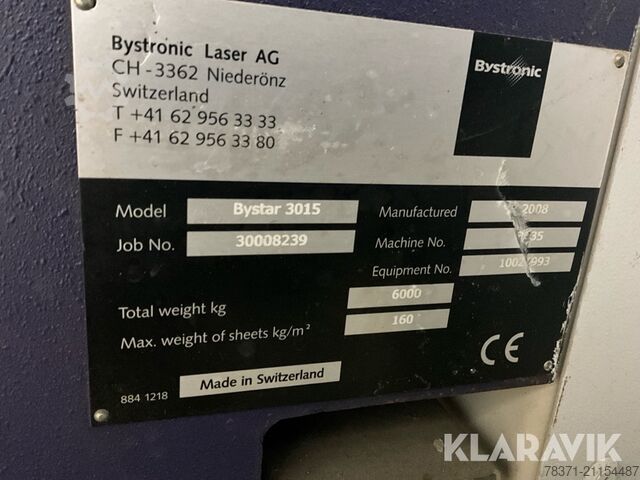 Bystronic Laser AG
CH-3362 Niederönz
Switzerland
T +41 62 956 33 33
F +41 62 956 33 80
Bystronic
Model Bystar 3015
Manufactured 2008
Job No. 30008239
Machine No.
Equipment No.
Total weight kg 6000
Max. weight of sheets kg/m² 160
Made in Switzerland
CE
884 1218
KLARAVIK
78371-21154487